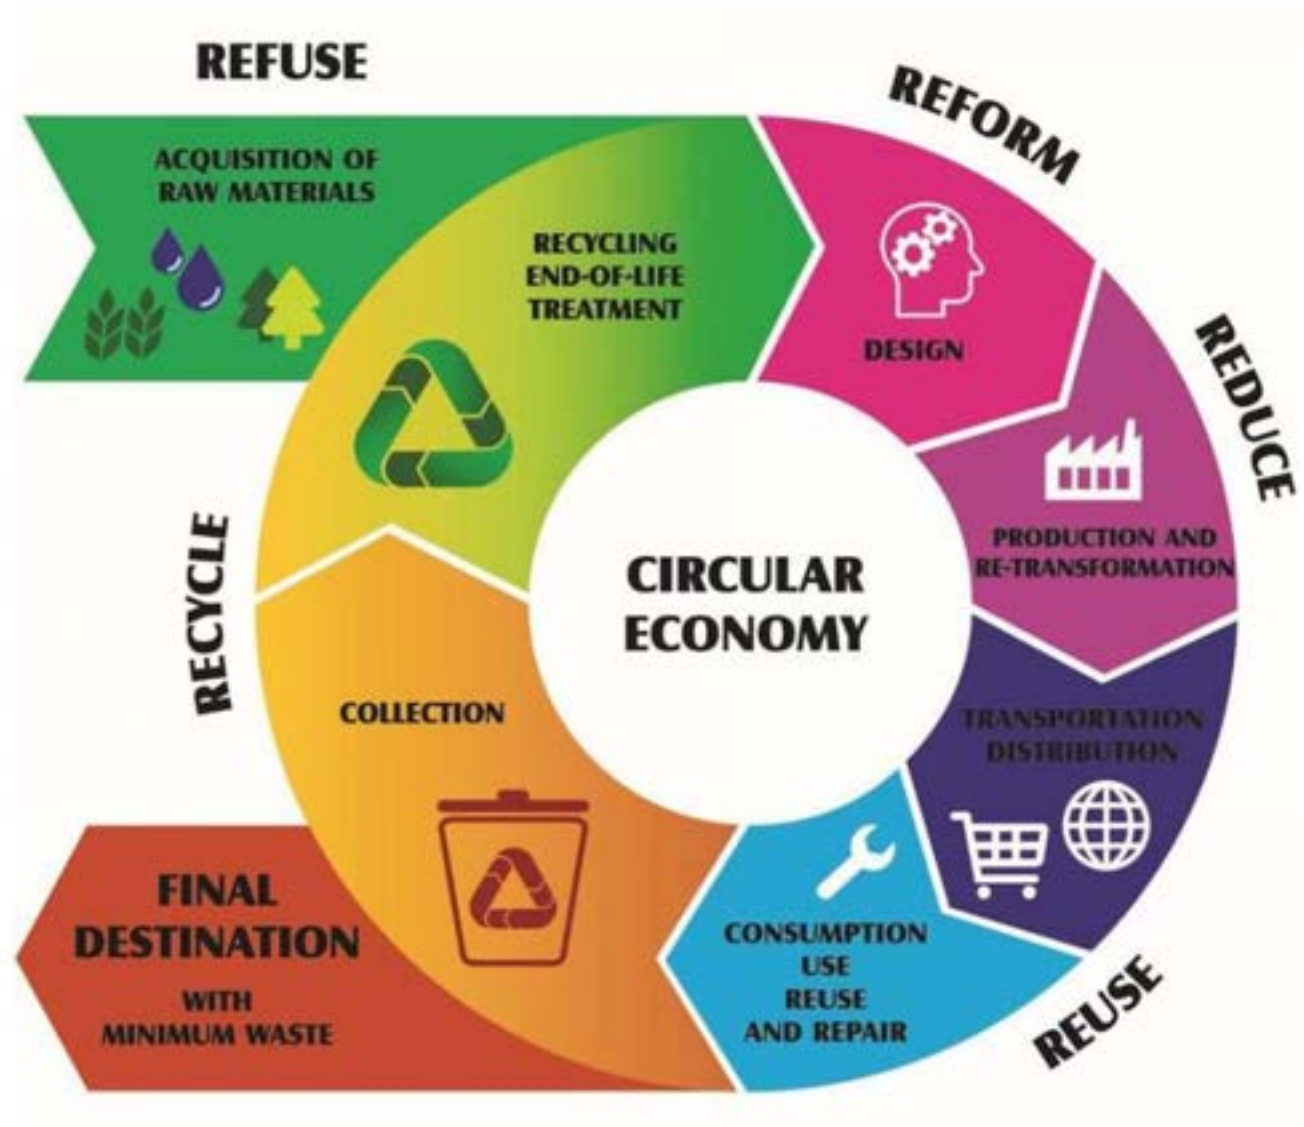 REFUSE
REFORM
ACQUISITION OF
RAW MATERIALS
RECYCLING
END-OF-LIFE
TREATMENT
DESIGN
REDUCE
PRODUCTION AND
RE-TRANSFORMATION
RECYCLE
CIRCULAR
ECONOMY
COLLECTION
TRANSPORTATION
DISTRIBUTION
FINAL
DESTINATION
WITH
MINIMUM WASTE
CONSUMPTION
USE
REUSE
AND REPAIR
REUSE